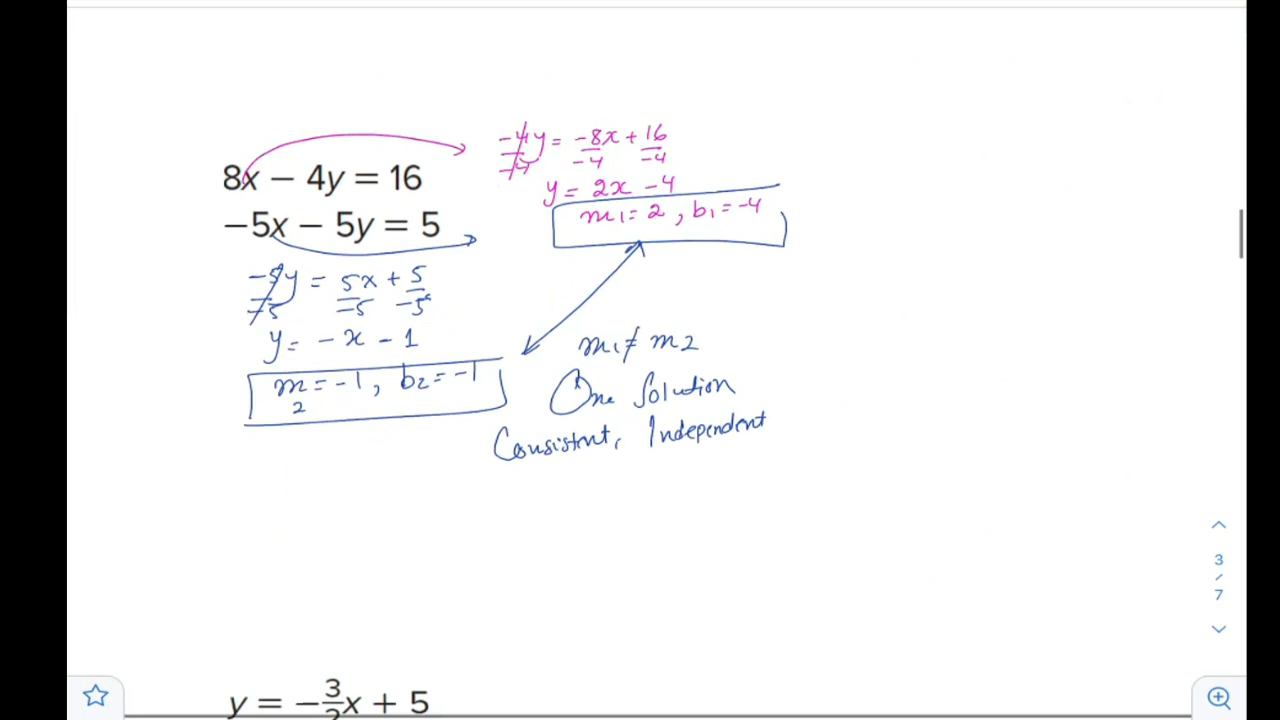 8x − 4y = 16
−5x − 5y = 5
-4y = -8x + 16
-4 -4 -4
y = 2x - 4
m1 = 2, b1 = -4
-5y = 5x + 5
-5 -5 -5
y = - x - 1
m2 = -1, b2 = -1
m1 ≠ m2
One Solution
Consistent, Independent
3
/
7
y = −3/2x + 5